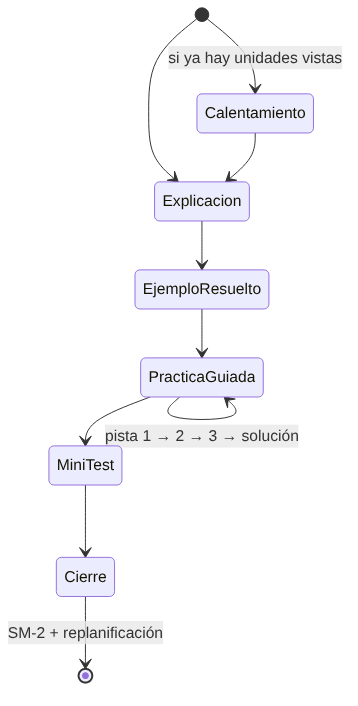 si ya hay unidades vistas
Calentamiento
Explicacion
EjemploResuelto
PracticaGuiada
pista 1 → 2 → 3 → solución
MiniTest
Cierre
SM-2 + replanificación